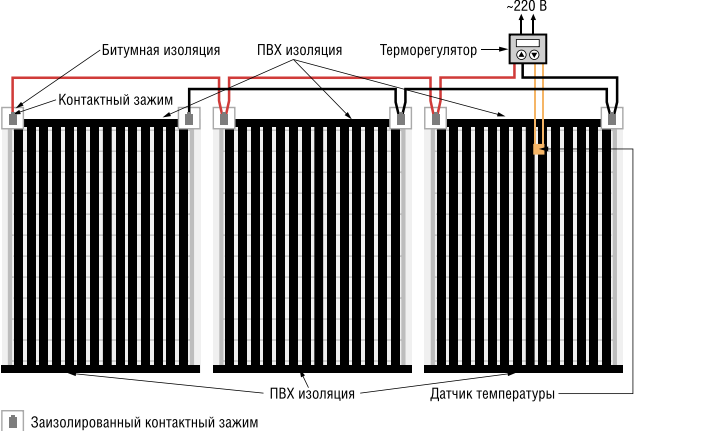 ~220 В
Битумная изоляция
ПВХ изоляция
Терморегулятор
Контактный зажим
ПВХ изоляция
Датчик температуры
Заизолированный контактный зажим